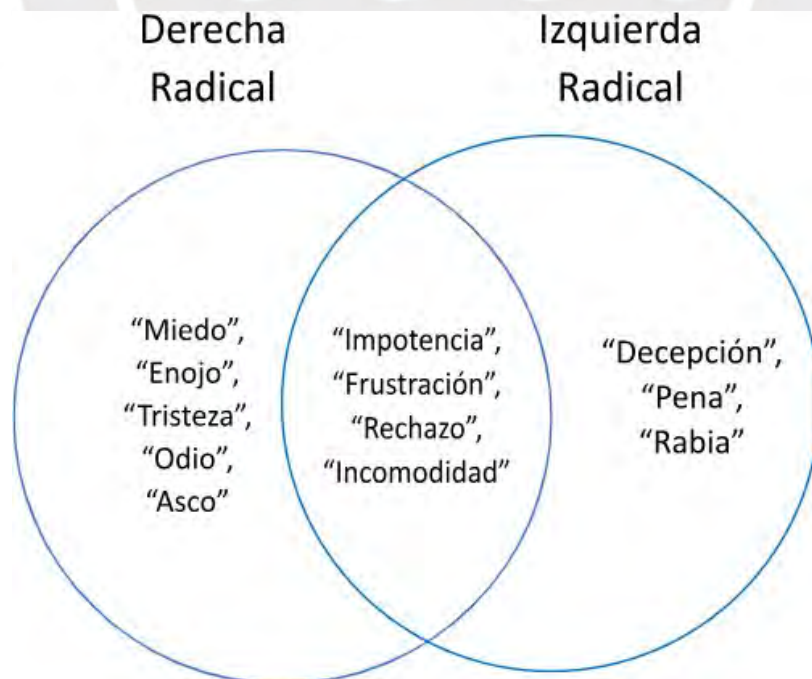 Derecha
Radical
Izquierda
Radical
“Miedo”,
“Enojo”,
“Tristeza”,
“Odio”,
“Asco”
“Impotencia”,
“Frustración”,
“Rechazo”,
“Incomodidad”
“Decepción”,
“Pena”,
“Rabia”